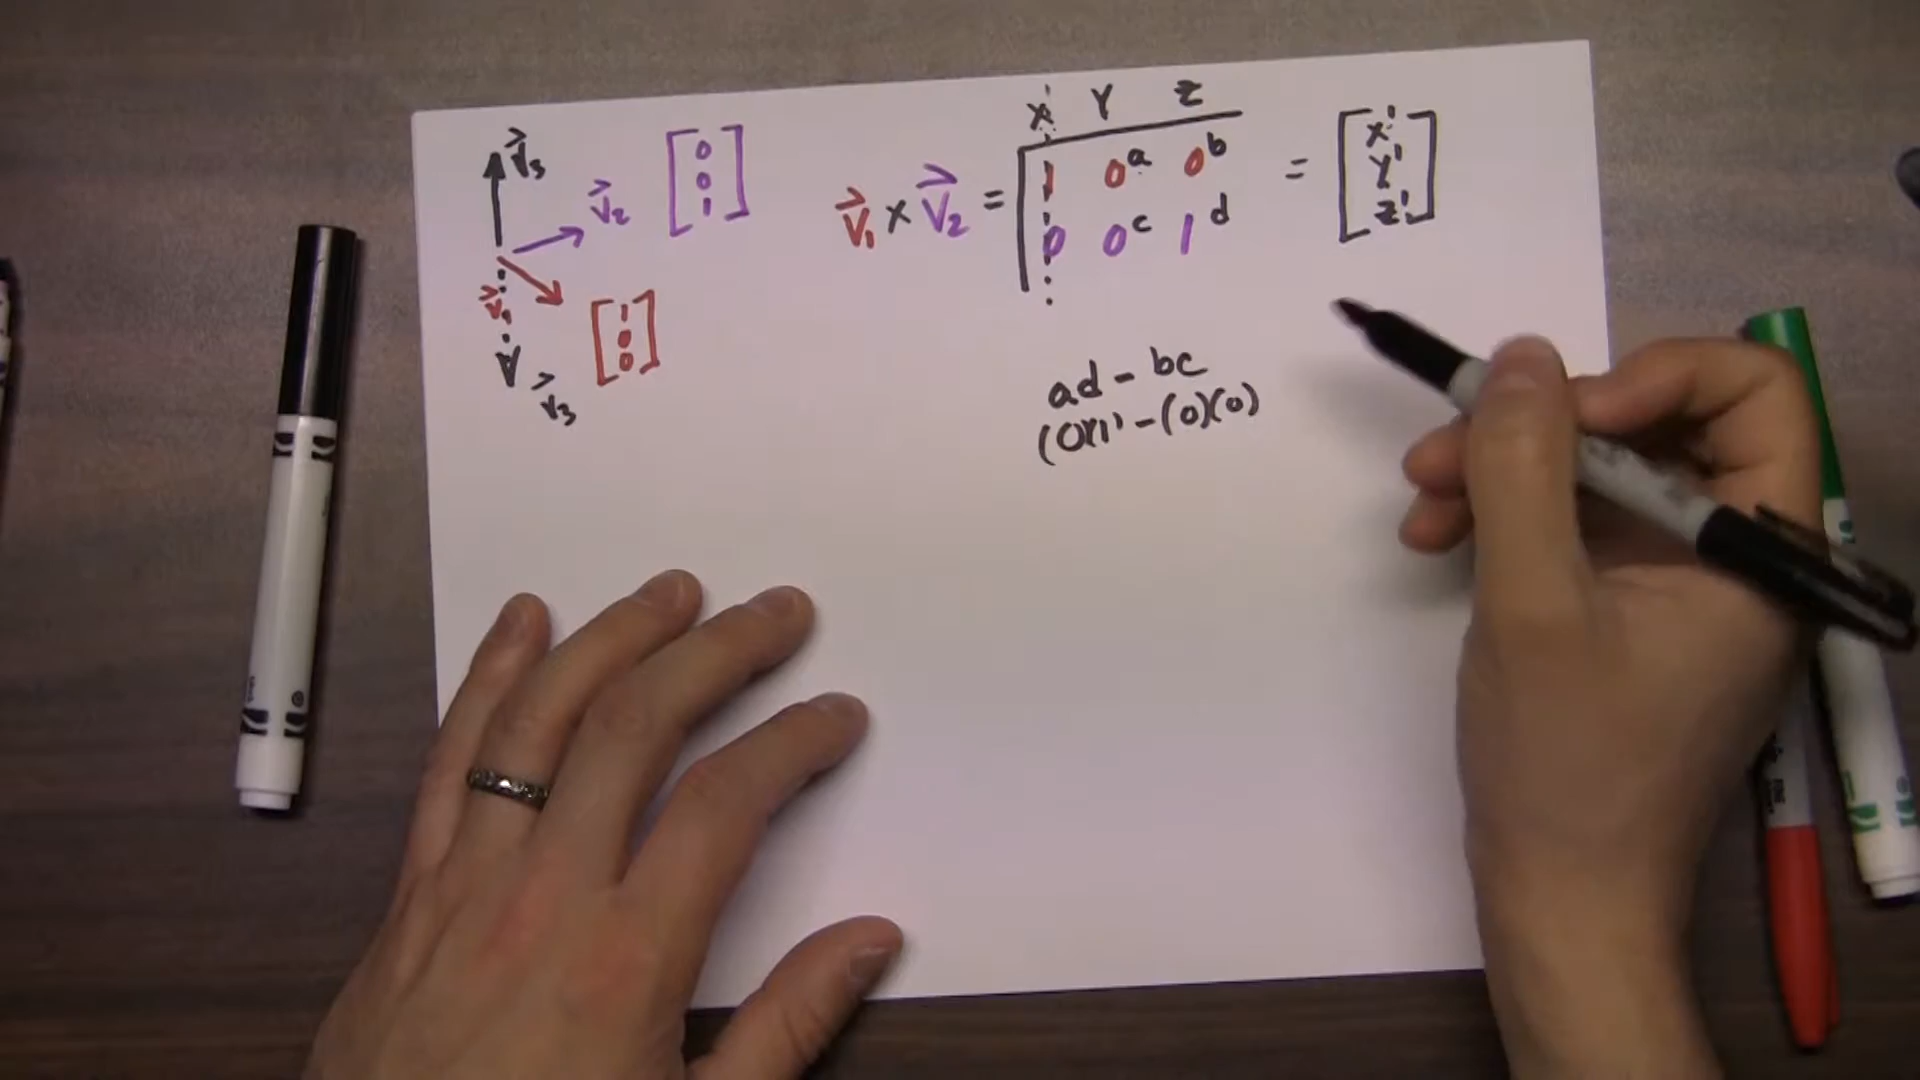 V₃
V₂ [0 0 1]
V₁ [1 0 0]
V₃
V₁ x V₂ =
x Y Z
1 0ᵃ 0ᵇ
0 0ᶜ 1ᵈ
= [x' y' z']
ad - bc
(0)(1) - (0)(0)